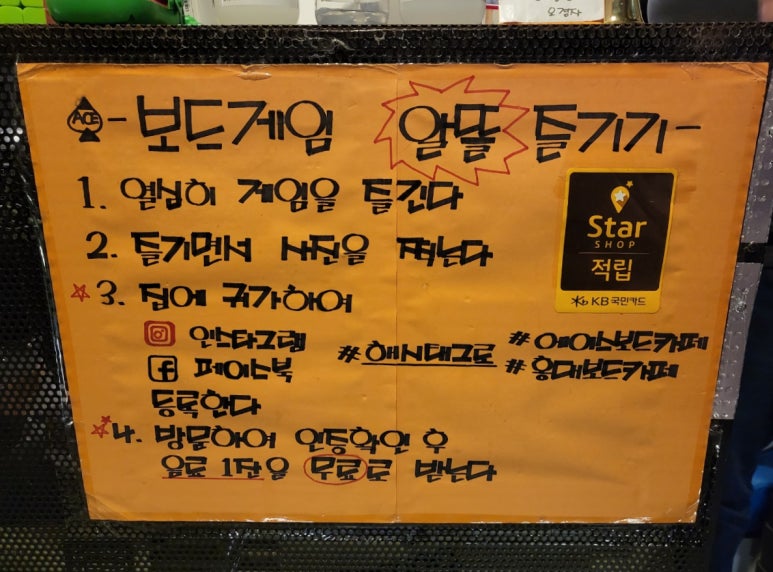 오겜자
ACE
- 보드게임 알뜰 즐기기 -
1. 열심히 게임을 즐긴다
2. 즐기면서 사진을 찍는다
☆3. 집에 귀가하여
인스타그램
페이스북
#해시태그로
#에이스보드카페
#홍대보드카페
등록한다
☆4. 방문하여 인증확인 후
음료 1잔을 무료로 받는다
Star
SHOP
적립
KB국민카드